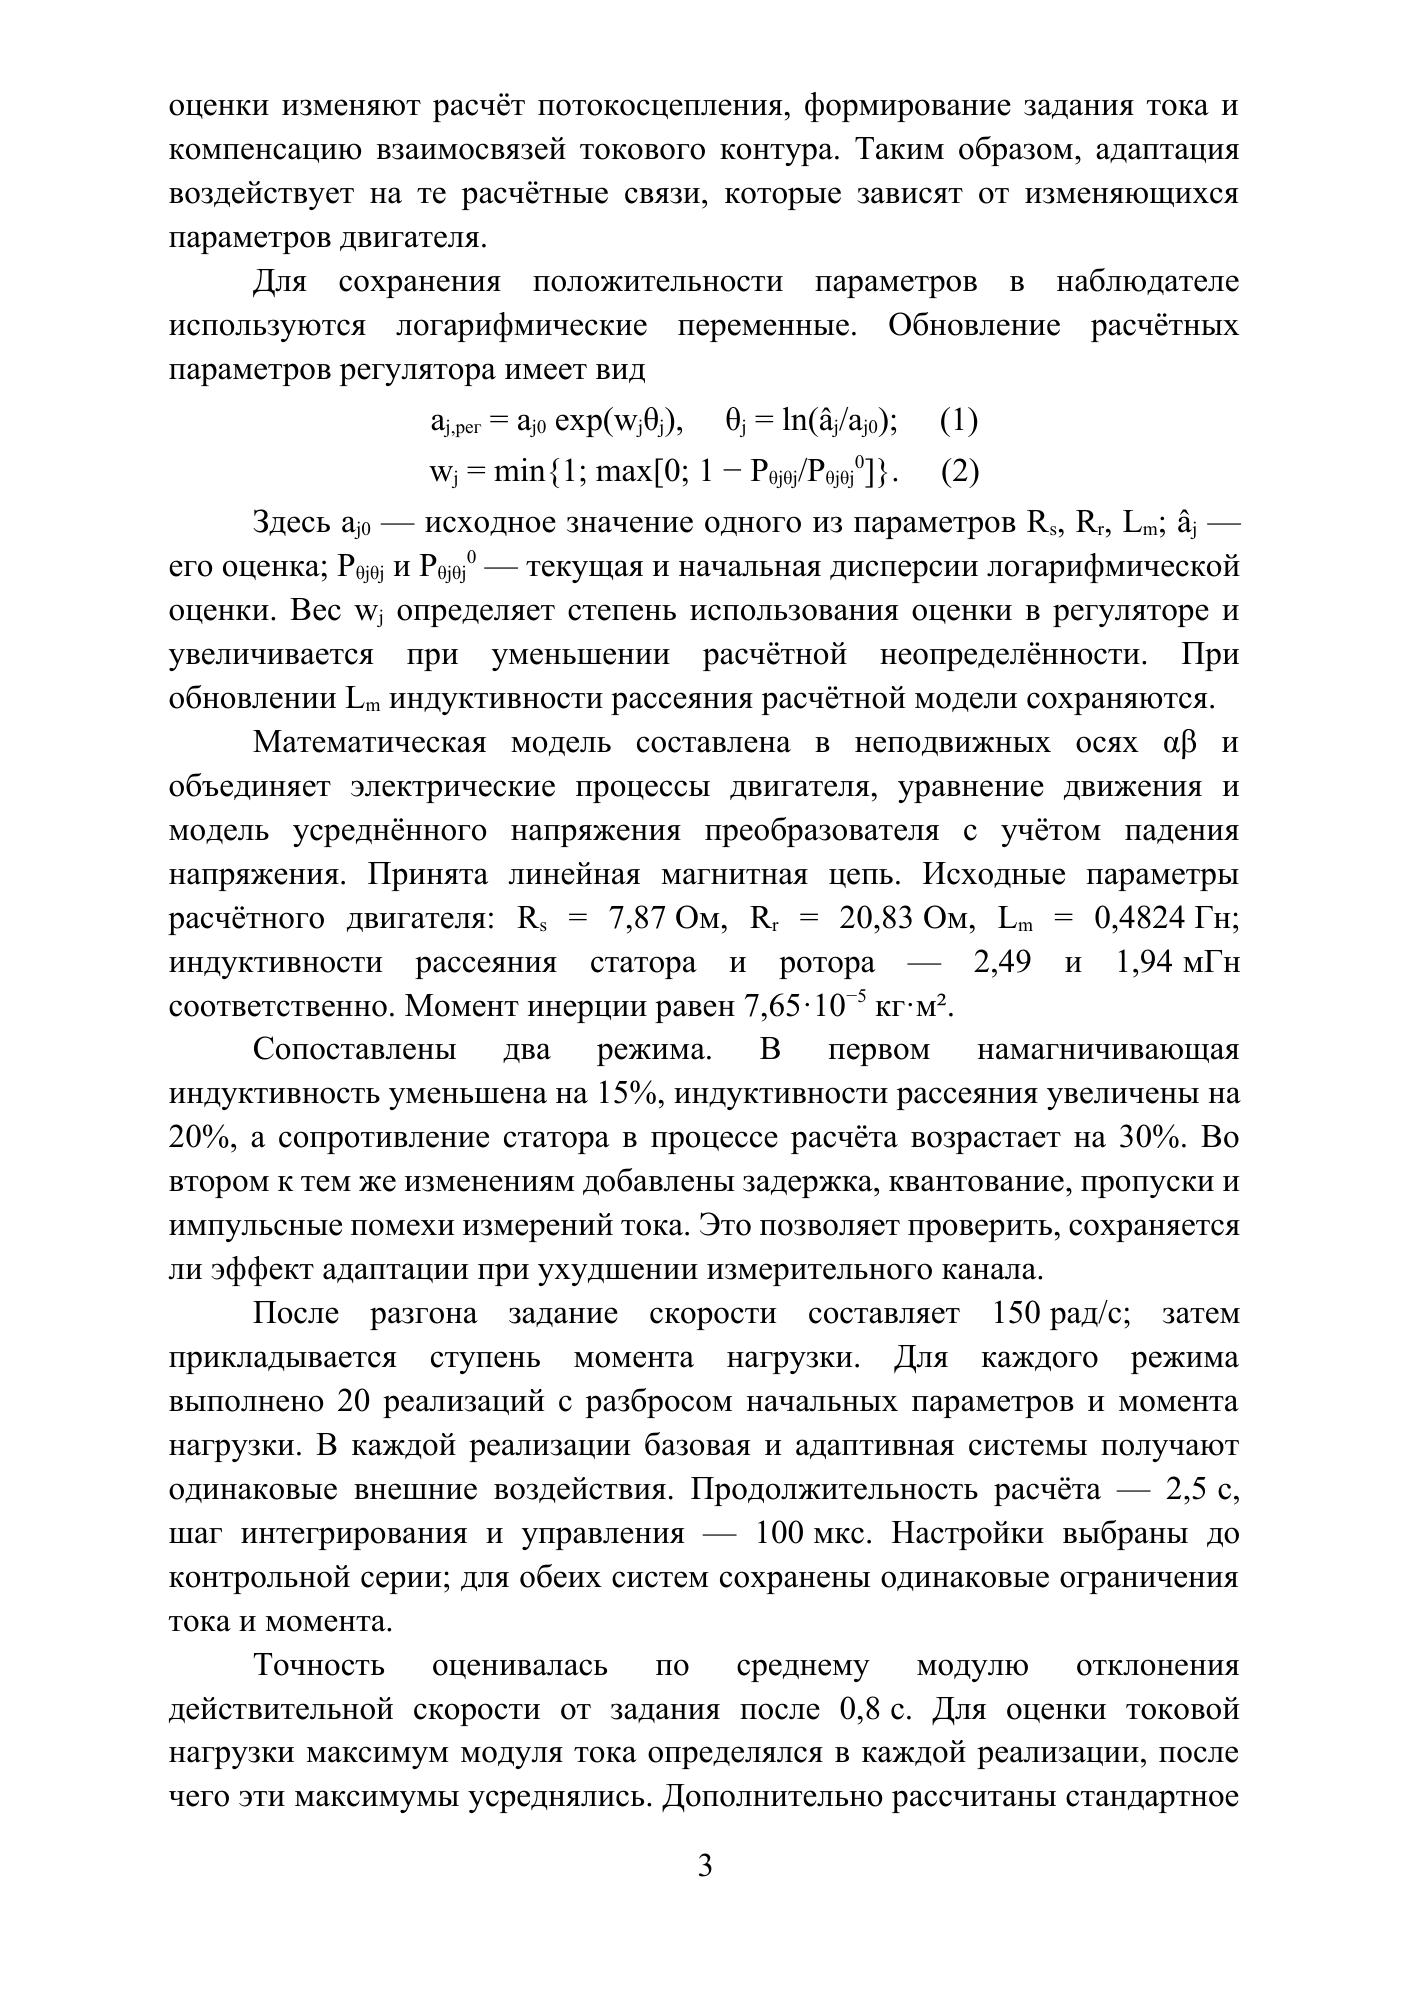 оценки изменяют расчёт потокосцепления, формирование задания тока и
компенсацию взаимосвязей токового контура. Таким образом, адаптация
воздействует на те расчётные связи, которые зависят от изменяющихся
параметров двигателя.
Для сохранения положительности параметров в наблюдателе
используются логарифмические переменные. Обновление расчётных
параметров регулятора имеет вид
aj,рег = aj0 exp(wjθj), θj = ln(âj/aj0); (1)
wj = min{1; max[0; 1 − Pθjθj/Pθjθj⁰]}. (2)
Здесь aj0 — исходное значение одного из параметров Rs, Rr, Lm; âj —
его оценка; Pθjθj и Pθjθj⁰ — текущая и начальная дисперсии логарифмической
оценки. Вес wj определяет степень использования оценки в регуляторе и
увеличивается при уменьшении расчётной неопределённости. При
обновлении Lm индуктивности рассеяния расчётной модели сохраняются.
Математическая модель составлена в неподвижных осях αβ и
объединяет электрические процессы двигателя, уравнение движения и
модель усреднённого напряжения преобразователя с учётом падения
напряжения. Принята линейная магнитная цепь. Исходные параметры
расчётного двигателя: Rs = 7,87 Ом, Rr = 20,83 Ом, Lm = 0,4824 Гн;
индуктивности рассеяния статора и ротора — 2,49 и 1,94 мГн
соответственно. Момент инерции равен 7,65·10⁻⁵ кг·м².
Сопоставлены два режима. В первом намагничивающая
индуктивность уменьшена на 15%, индуктивности рассеяния увеличены на
20%, а сопротивление статора в процессе расчёта возрастает на 30%. Во
втором к тем же изменениям добавлены задержка, квантование, пропуски и
импульсные помехи измерений тока. Это позволяет проверить, сохраняется
ли эффект адаптации при ухудшении измерительного канала.
После разгона задание скорости составляет 150 рад/с; затем
прикладывается ступень момента нагрузки. Для каждого режима
выполнено 20 реализаций с разбросом начальных параметров и момента
нагрузки. В каждой реализации базовая и адаптивная системы получают
одинаковые внешние воздействия. Продолжительность расчёта — 2,5 с,
шаг интегрирования и управления — 100 мкс. Настройки выбраны до
контрольной серии; для обеих систем сохранены одинаковые ограничения
тока и момента.
Точность оценивалась по среднему модулю отклонения
действительной скорости от задания после 0,8 с. Для оценки токовой
нагрузки максимум модуля тока определялся в каждой реализации, после
чего эти максимумы усреднялись. Дополнительно рассчитаны стандартное
3